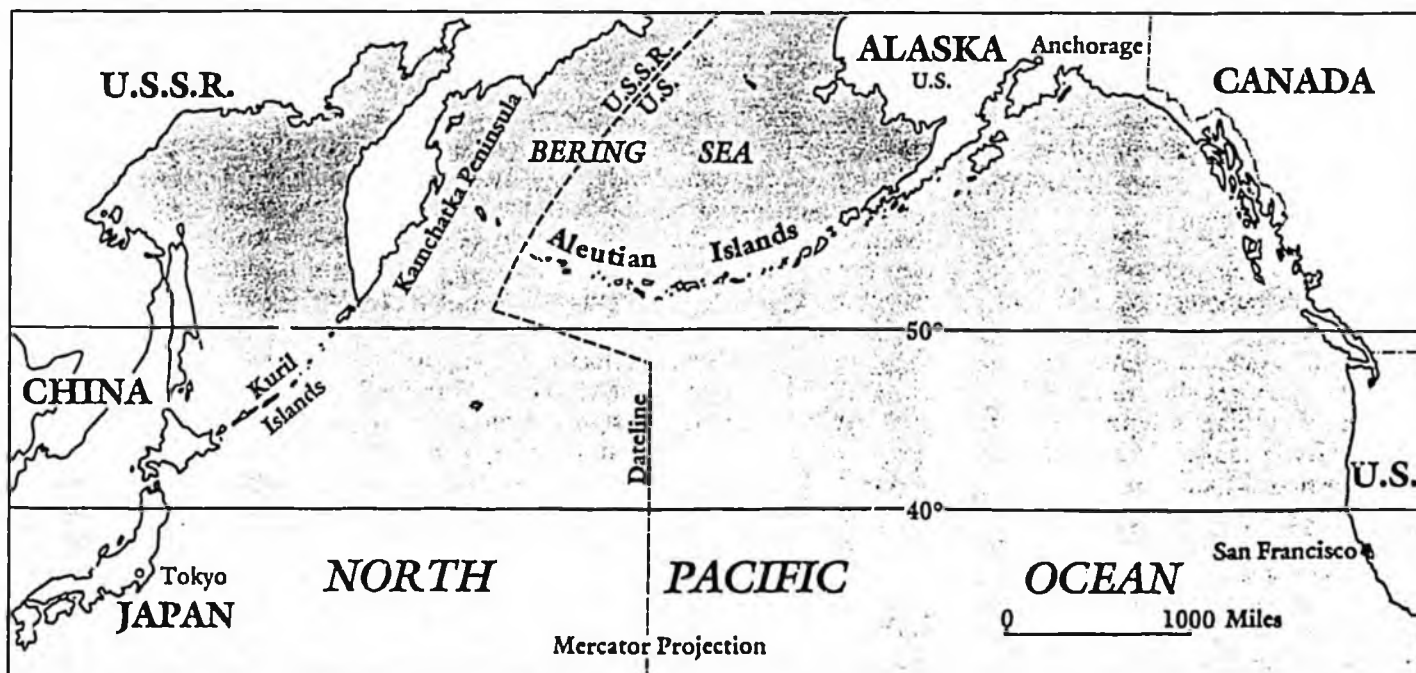 U.S.S.R.
ALASKA
U.S.
Anchorage
CANADA
U.S.S.R.
U.S.
BERING SEA
Kamchatka Peninsula
Aleutian Islands
50°
CHINA
Kuril
Islands
Dateline
U.S.
40°
San Francisco
Tokyo
JAPAN
NORTH PACIFIC OCEAN
0 1000 Miles
Mercator Projection